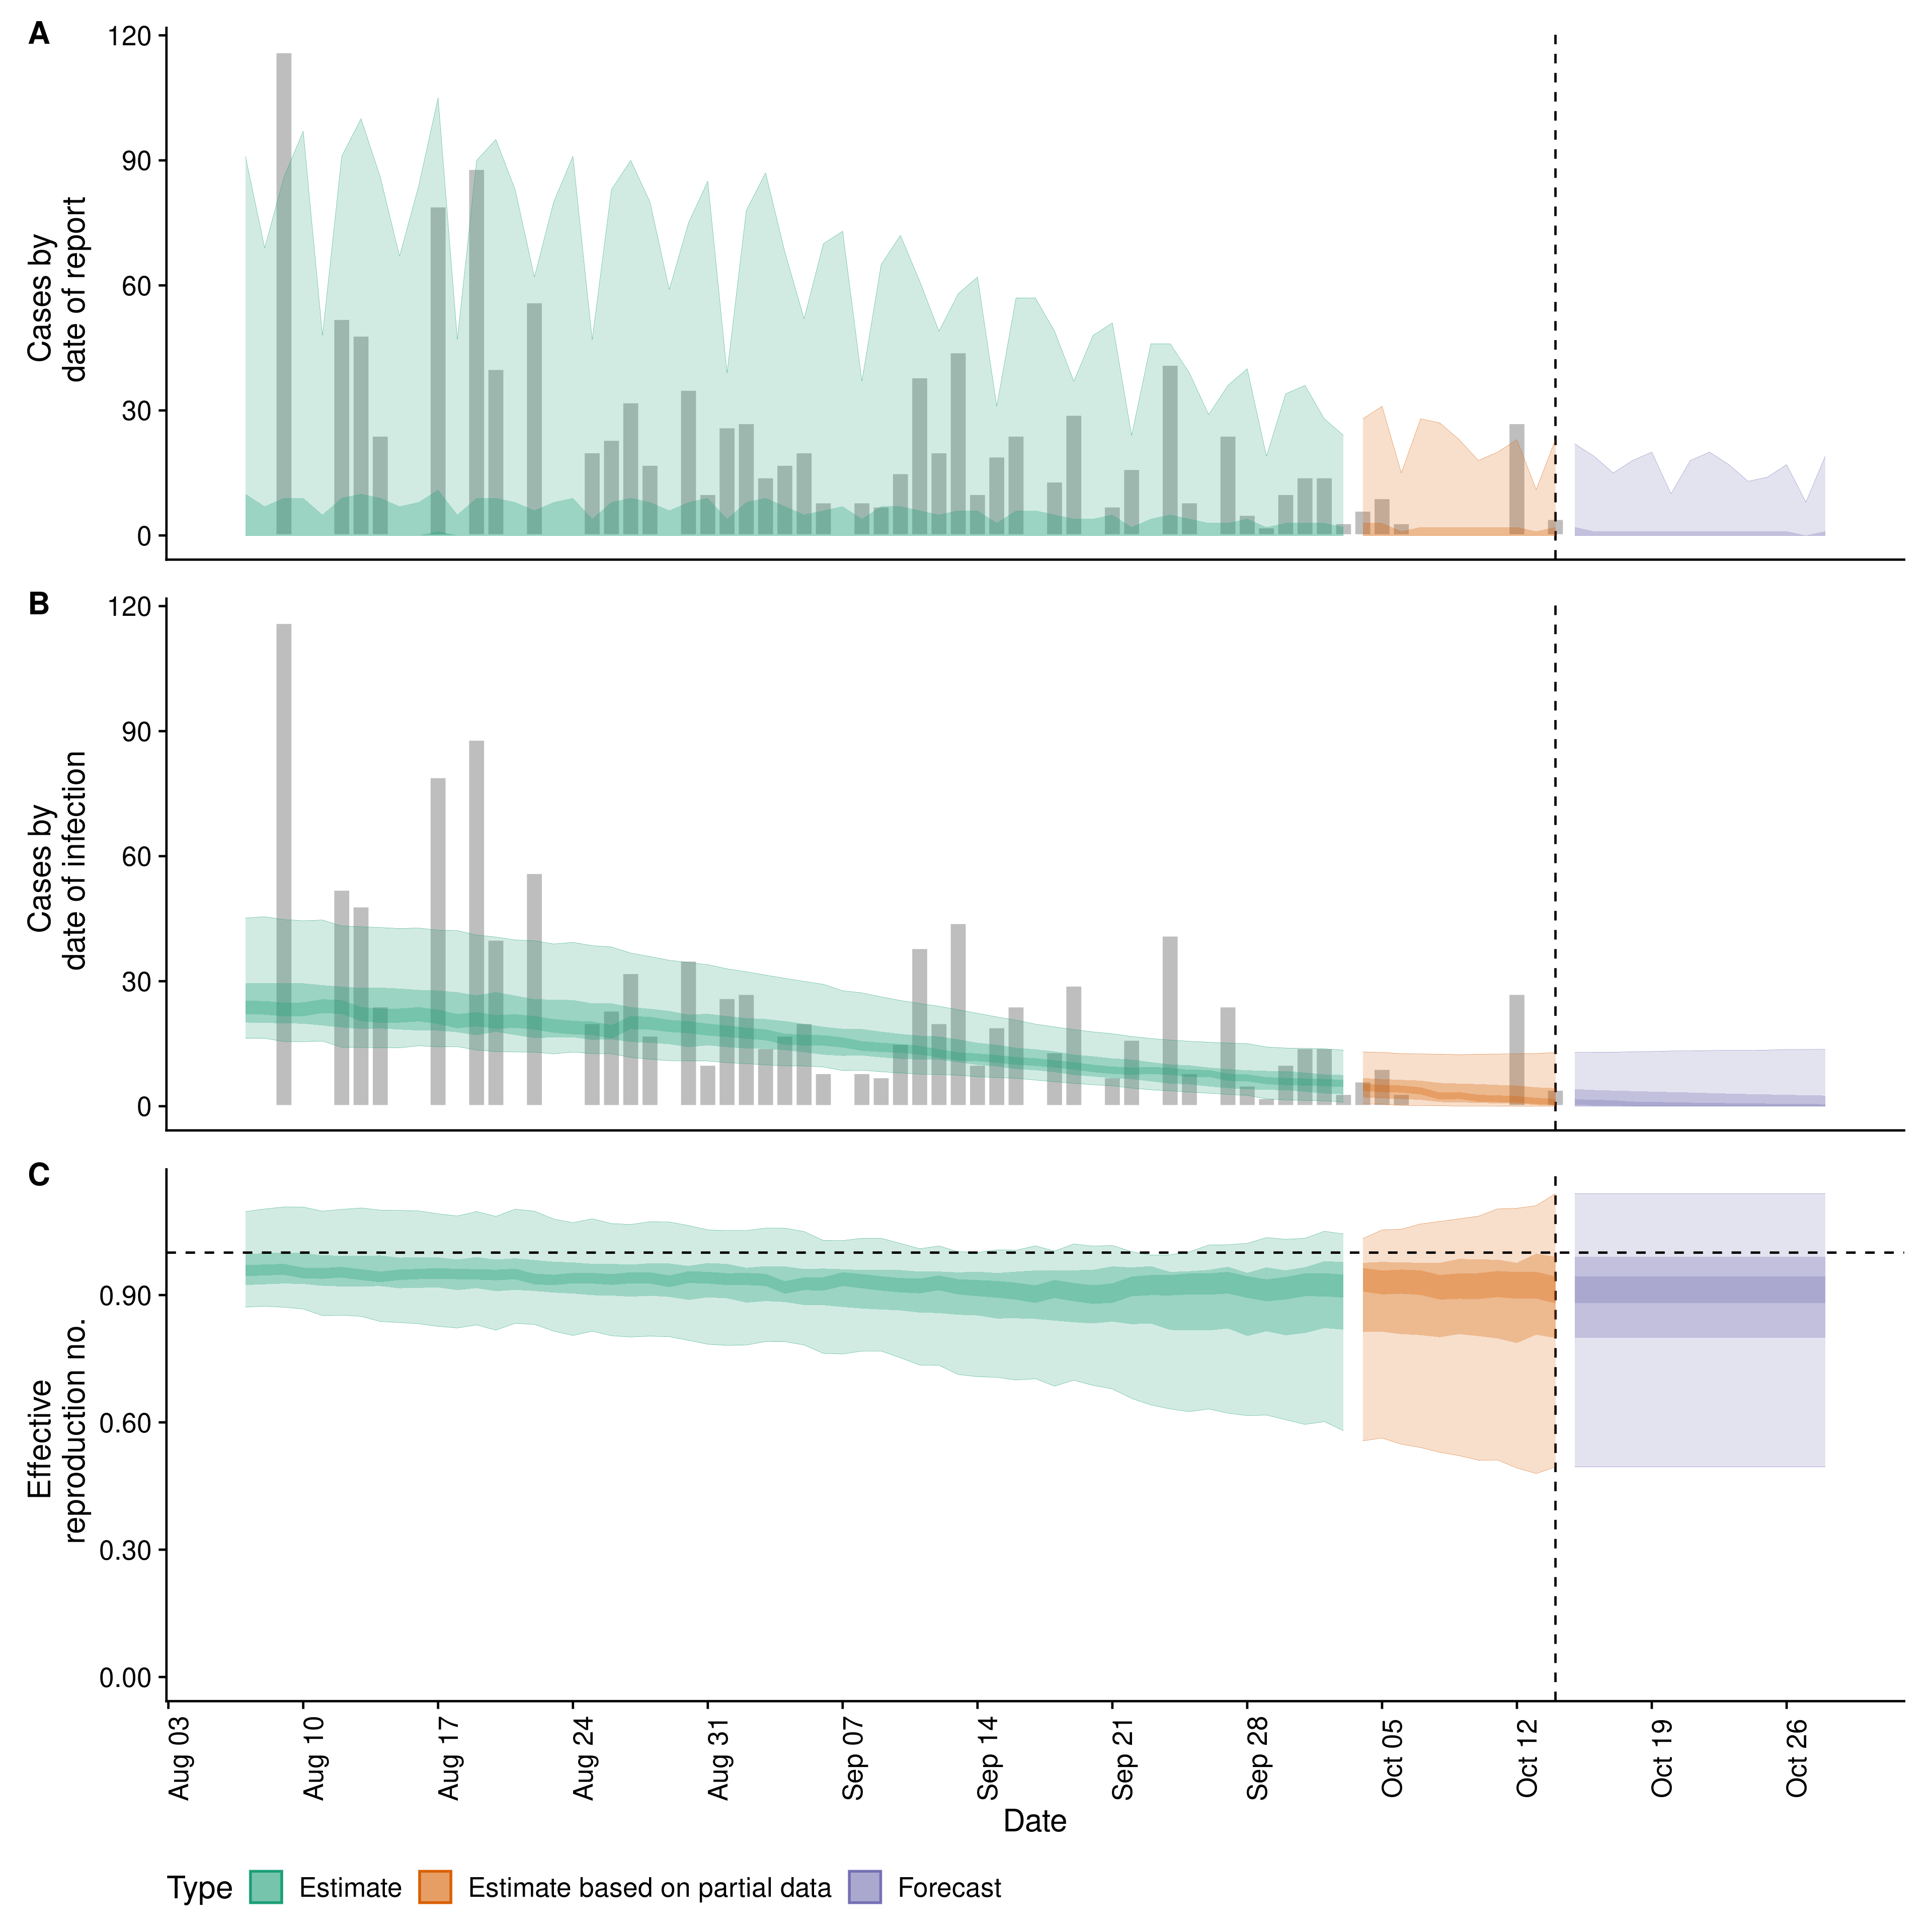 A
120
90
60
30
0
Cases by
date of report
B
120
90
60
30
0
Cases by
date of infection
C
0.90
0.60
0.30
0.00
Effective
reproduction no.
Aug 03
Aug 10
Aug 17
Aug 24
Aug 31
Sep 07
Sep 14
Sep 21
Sep 28
Oct 05
Oct 12
Oct 19
Oct 26
Date
Type Estimate Estimate based on partial data Forecast